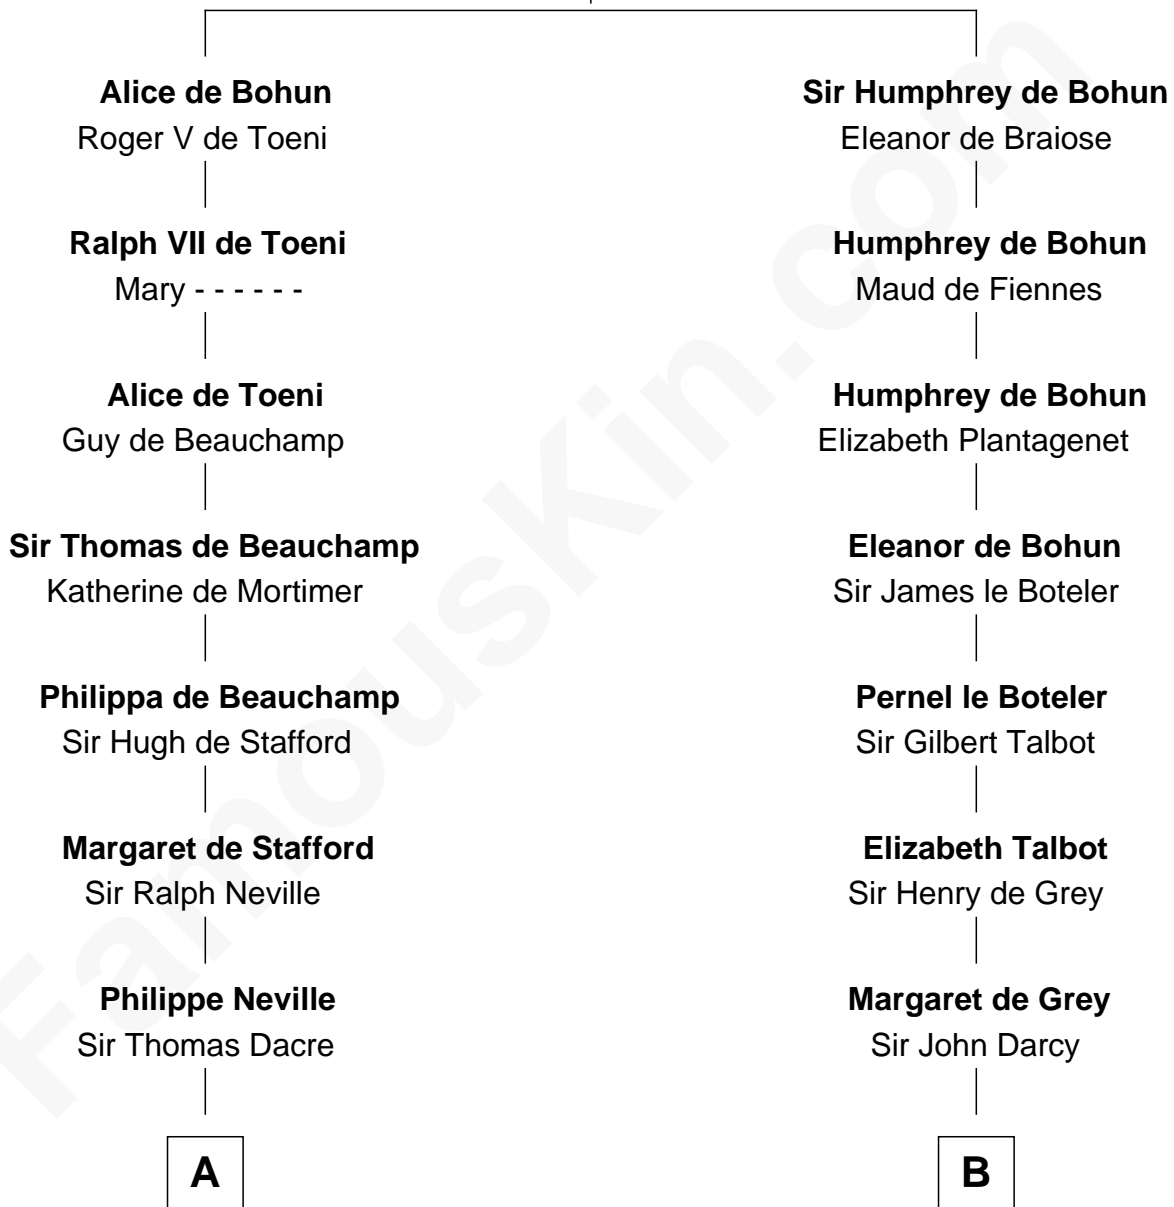 Alice de Bohun
Roger V de Toeni
Ralph VII de Toeni
Mary - - - - - -
Alice de Toeni
Guy de Beauchamp
Sir Thomas de Beauchamp
Katherine de Mortimer
Philippa de Beauchamp
Sir Hugh de Stafford
Margaret de Stafford
Sir Ralph Neville
Philippe Neville
Sir Thomas Dacre
A
Sir Humphrey de Bohun
Eleanor de Braiose
Humphrey de Bohun
Maud de Fiennes
Humphrey de Bohun
Elizabeth Plantagenet
Eleanor de Bohun
Sir James le Boteler
Pernel le Boteler
Sir Gilbert Talbot
Elizabeth Talbot
Sir Henry de Grey
Margaret de Grey
Sir John Darcy
B
FamousKin.com